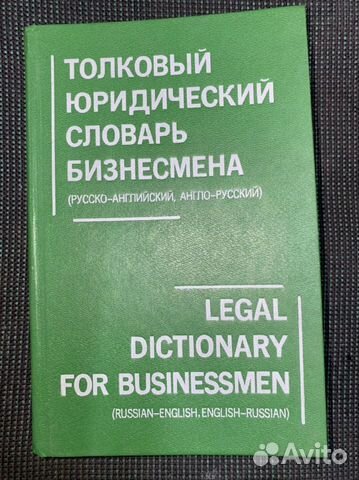 ТОЛКОВЫЙ
ЮРИДИЧЕСКИЙ
СЛОВАРЬ
БИЗНЕСМЕНА
(РУССКО-АНГЛИЙСКИЙ, АНГЛО-РУССКИЙ)
LEGAL
DICTIONARY
FOR BUSINESSMEN
(RUSSIAN-ENGLISH, ENGLISH-RUSSIAN)
Avito